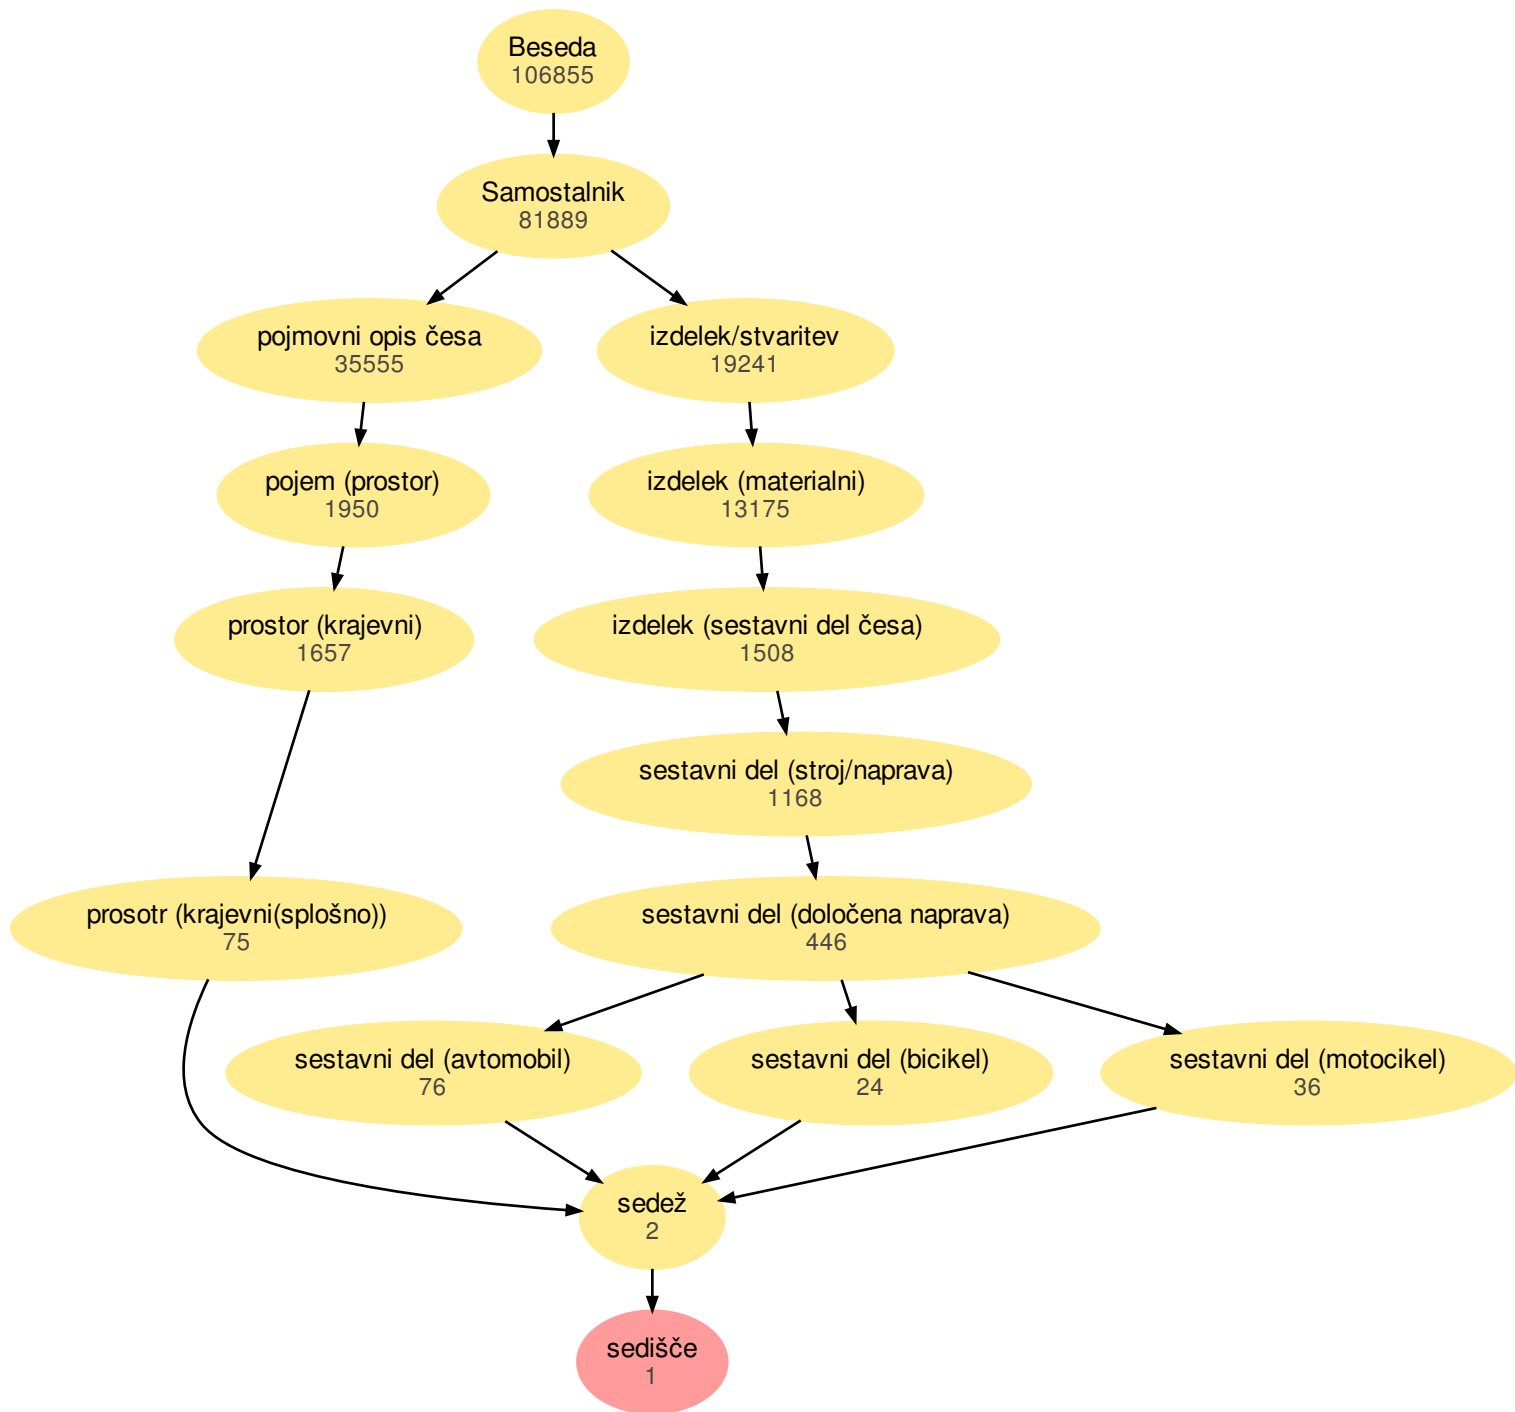 Beseda
106855
Samostalnik
81889
pojmovni opis česa
35555
izdelek/stvaritev
19241
pojem (prostor)
1950
izdelek (materialni)
13175
prostor (krajevni)
1657
izdelek (sestavni del česa)
1508
sestavni del (stroj/naprava)
1168
prosotr (krajevni(splošno))
75
sestavni del (določena naprava)
446
sestavni del (avtomobil)
76
sestavni del (bicikel)
24
sestavni del (motocikel)
36
sedež
2
sedišče
1